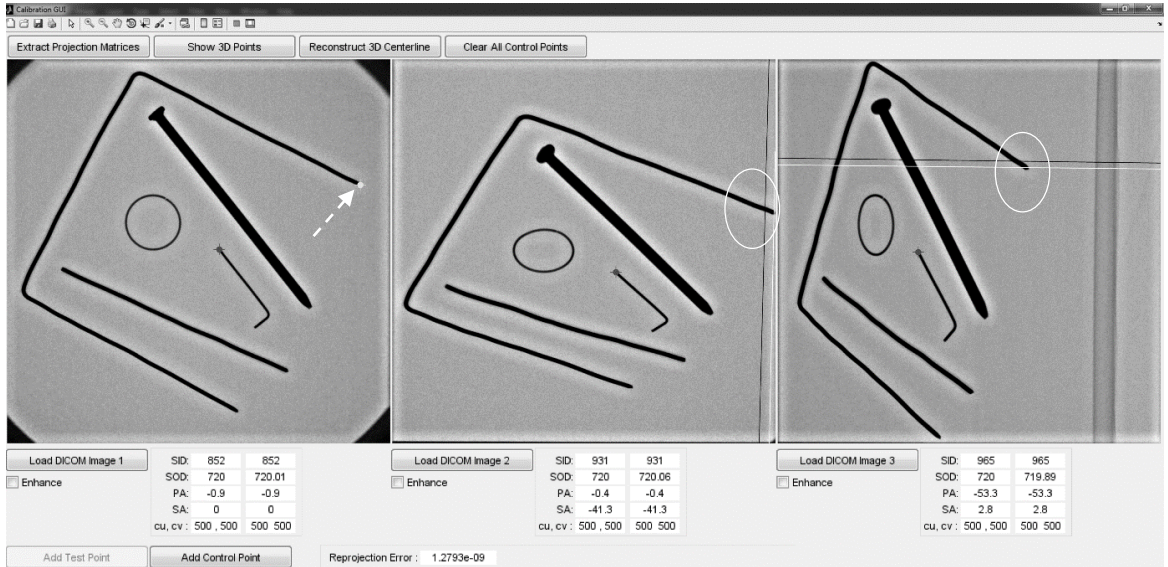 Calibration GUI
Extract Projection Matrices Show 3D Points Reconstruct 3D Centerline Clear All Control Points
Load DICOM Image 1
Enhance
SID: 852 852
SOD: 720 720.01
PA: -0.9 -0.9
SA: 0 0
cu, cv : 500 , 500 500 500
Load DICOM Image 2
Enhance
SID: 931 931
SOD: 720 720.06
PA: -0.4 -0.4
SA: -41.3 -41.3
cu, cv : 500 , 500 500 500
Load DICOM Image 3
Enhance
SID: 965 965
SOD: 720 719.89
PA: -53.3 -53.3
SA: 2.8 2.8
cu, cv : 500 , 500 500 500
Add Test Point Add Control Point Reprojection Error : 1.2793e-09